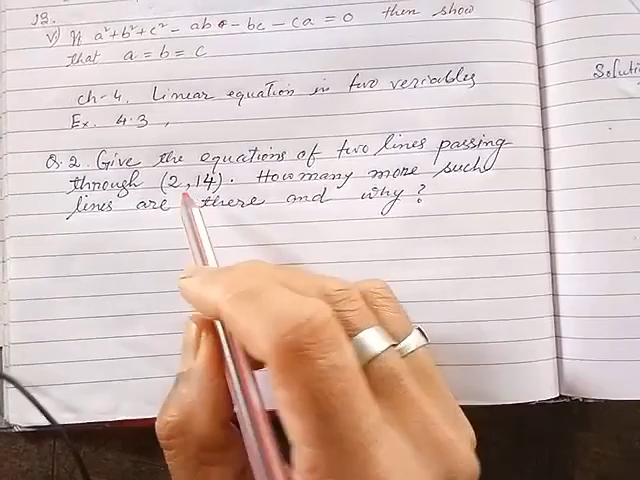 12.
v) If a²+b²+c² - ab - bc - ca = 0 then show
that a = b = c
ch-4. Linear equation in two veriables
Ex. 4.3,
Q.2. Give the equations of two lines passing
through (2,14). How many more such
lines are there and why?